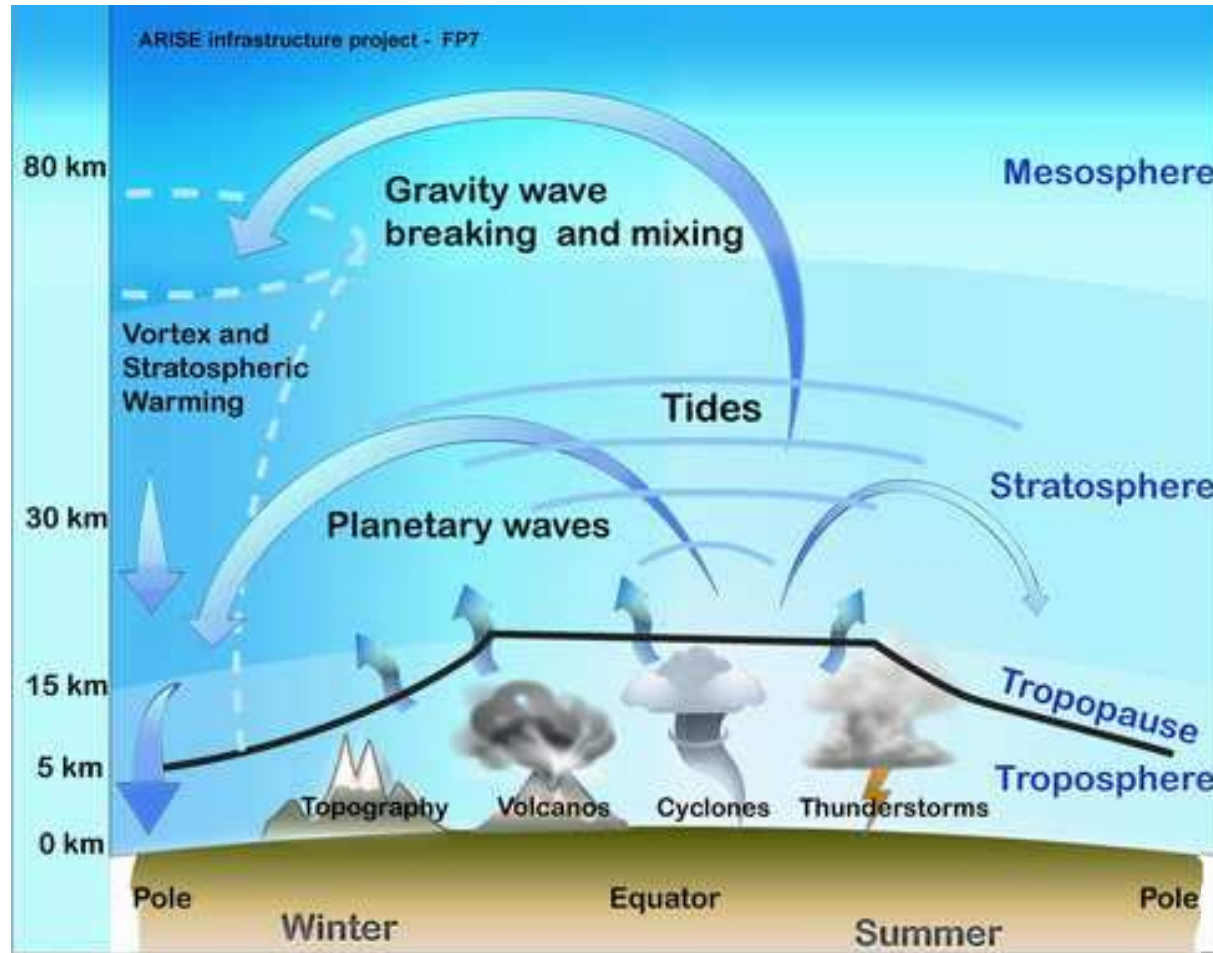 ARISE infrastructure project - FP7
80 km
Mesosphere
Gravity wave
breaking and mixing
Vortex and
Stratospheric
Warming
Tides
Stratosphere
30 km
Planetary waves
15 km
Tropopause
5 km
Troposphere
Topography
Volcanos
Cyclones
Thunderstorms
0 km
Pole
Equator
Pole
Winter
Summer